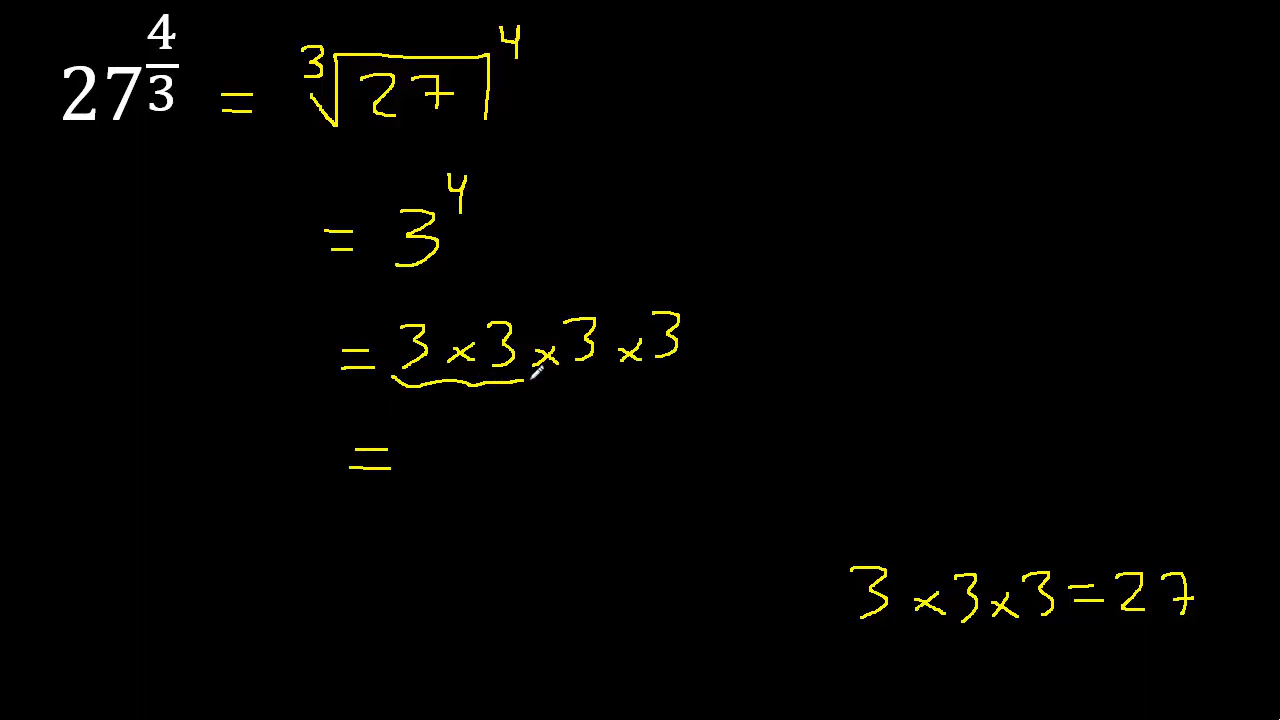 27^(4/3) = ∛27^4
= 3^4
= 3 × 3 × 3 × 3
=
3 × 3 × 3 = 27